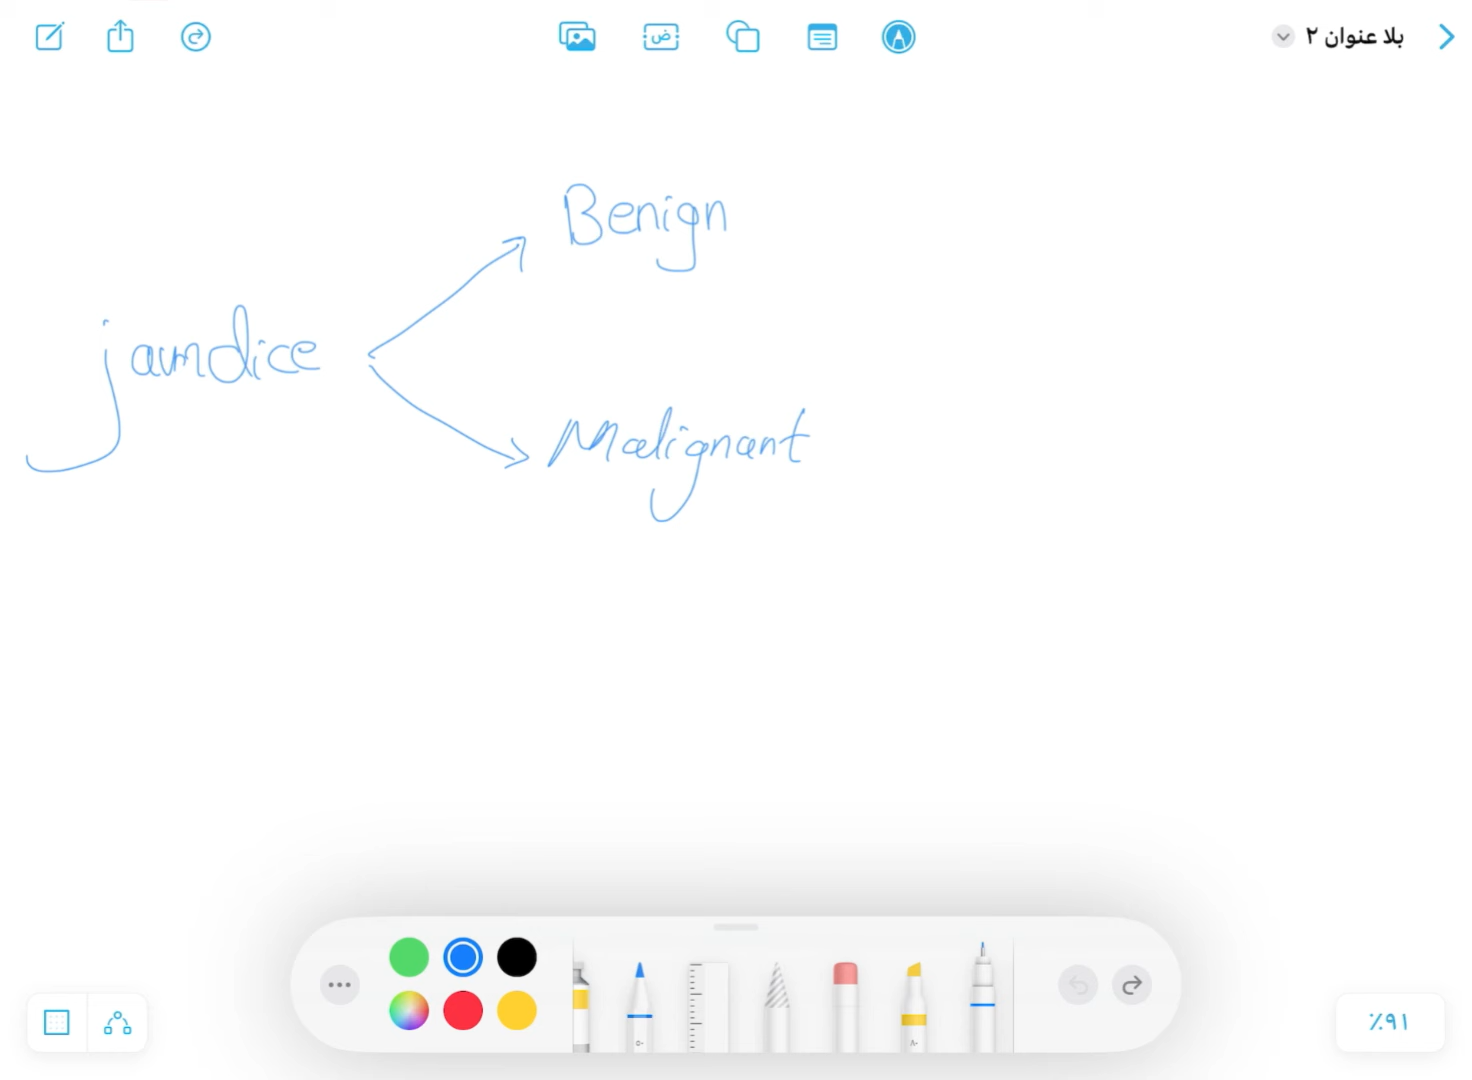 بلا عنوان ٢
ض
Benign
jaundice
Malignant
٪٩١